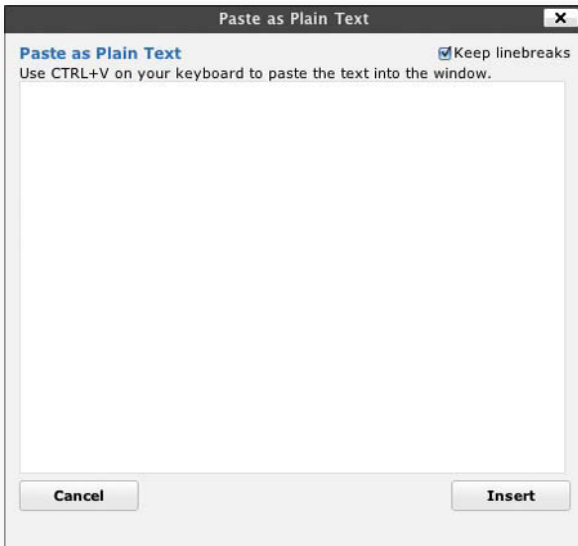 Paste as Plain Text
Paste as Plain Text
Keep linebreaks
Use CTRL+V on your keyboard to paste the text into the window.
Cancel
Insert